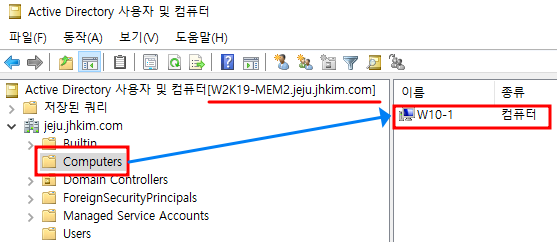 Active Directory 사용자 및 컴퓨터
파일(F) 동작(A) 보기(V) 도움말(H)
Active Directory 사용자 및 컴퓨터[W2K19-MEM2.jeju.jhkim.com]
저장된 쿼리
jeju.jhkim.com
Builtin
Computers
Domain Controllers
ForeignSecurityPrincipals
Managed Service Accounts
Users
이름 종류
W10-1 컴퓨터